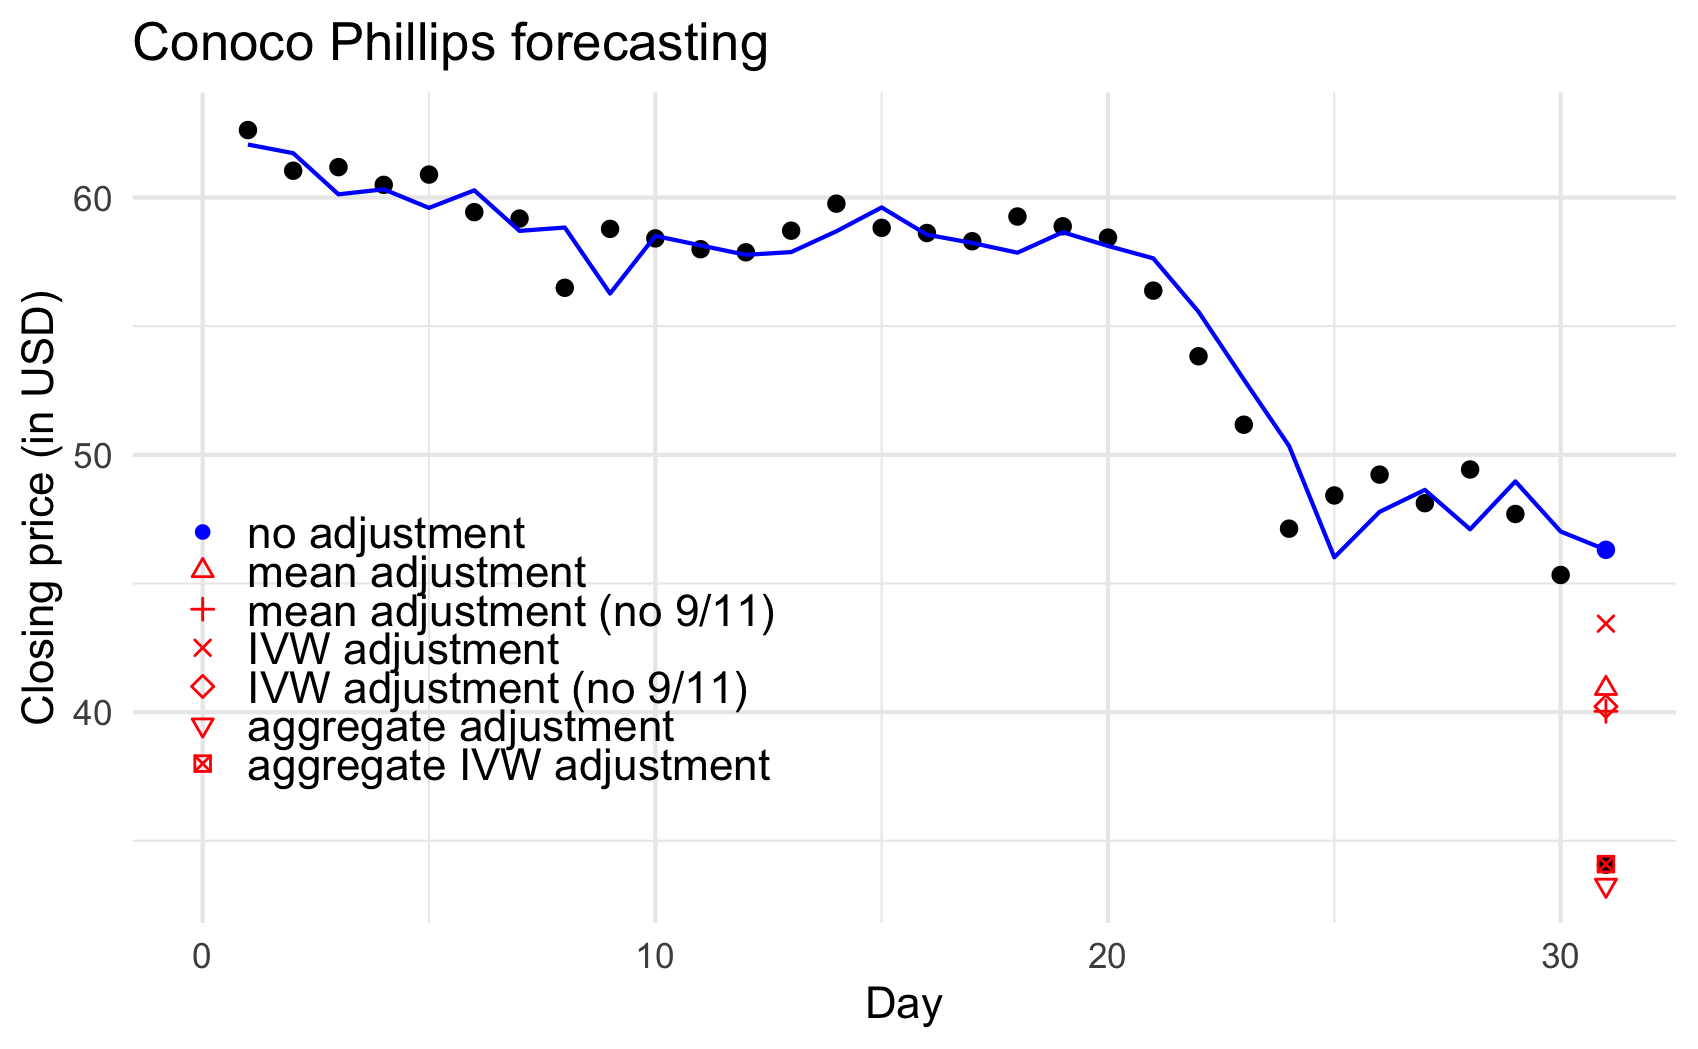 Conoco Phillips forecasting
Closing price (in USD)
60
50
40
no adjustment
mean adjustment
mean adjustment (no 9/11)
IVW adjustment
IVW adjustment (no 9/11)
aggregate adjustment
aggregate IVW adjustment
0
10
20
30
Day